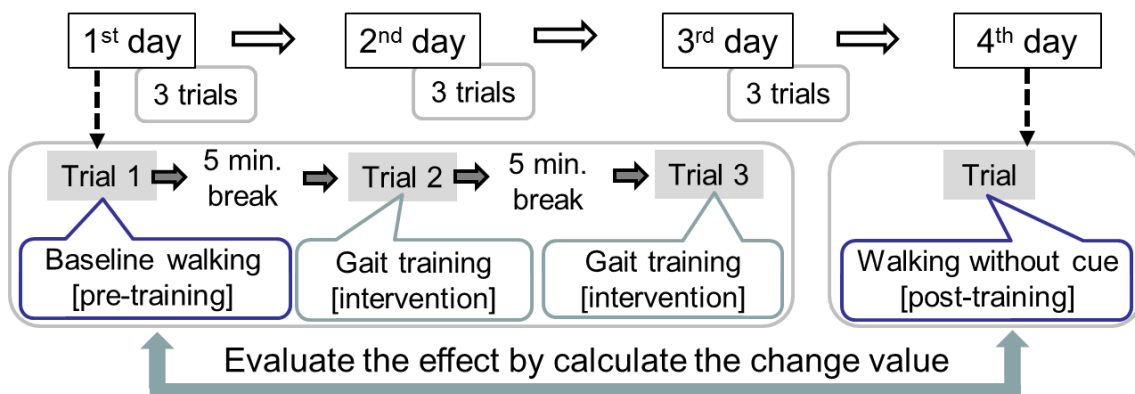 1st day
2nd day
3rd day
4th day
3 trials
3 trials
3 trials
Trial 1
5 min.
break
Trial 2
5 min.
break
Trial 3
Trial
Baseline walking
[pre-training]
Gait training
[intervention]
Gait training
[intervention]
Walking without cue
[post-training]
Evaluate the effect by calculate the change value